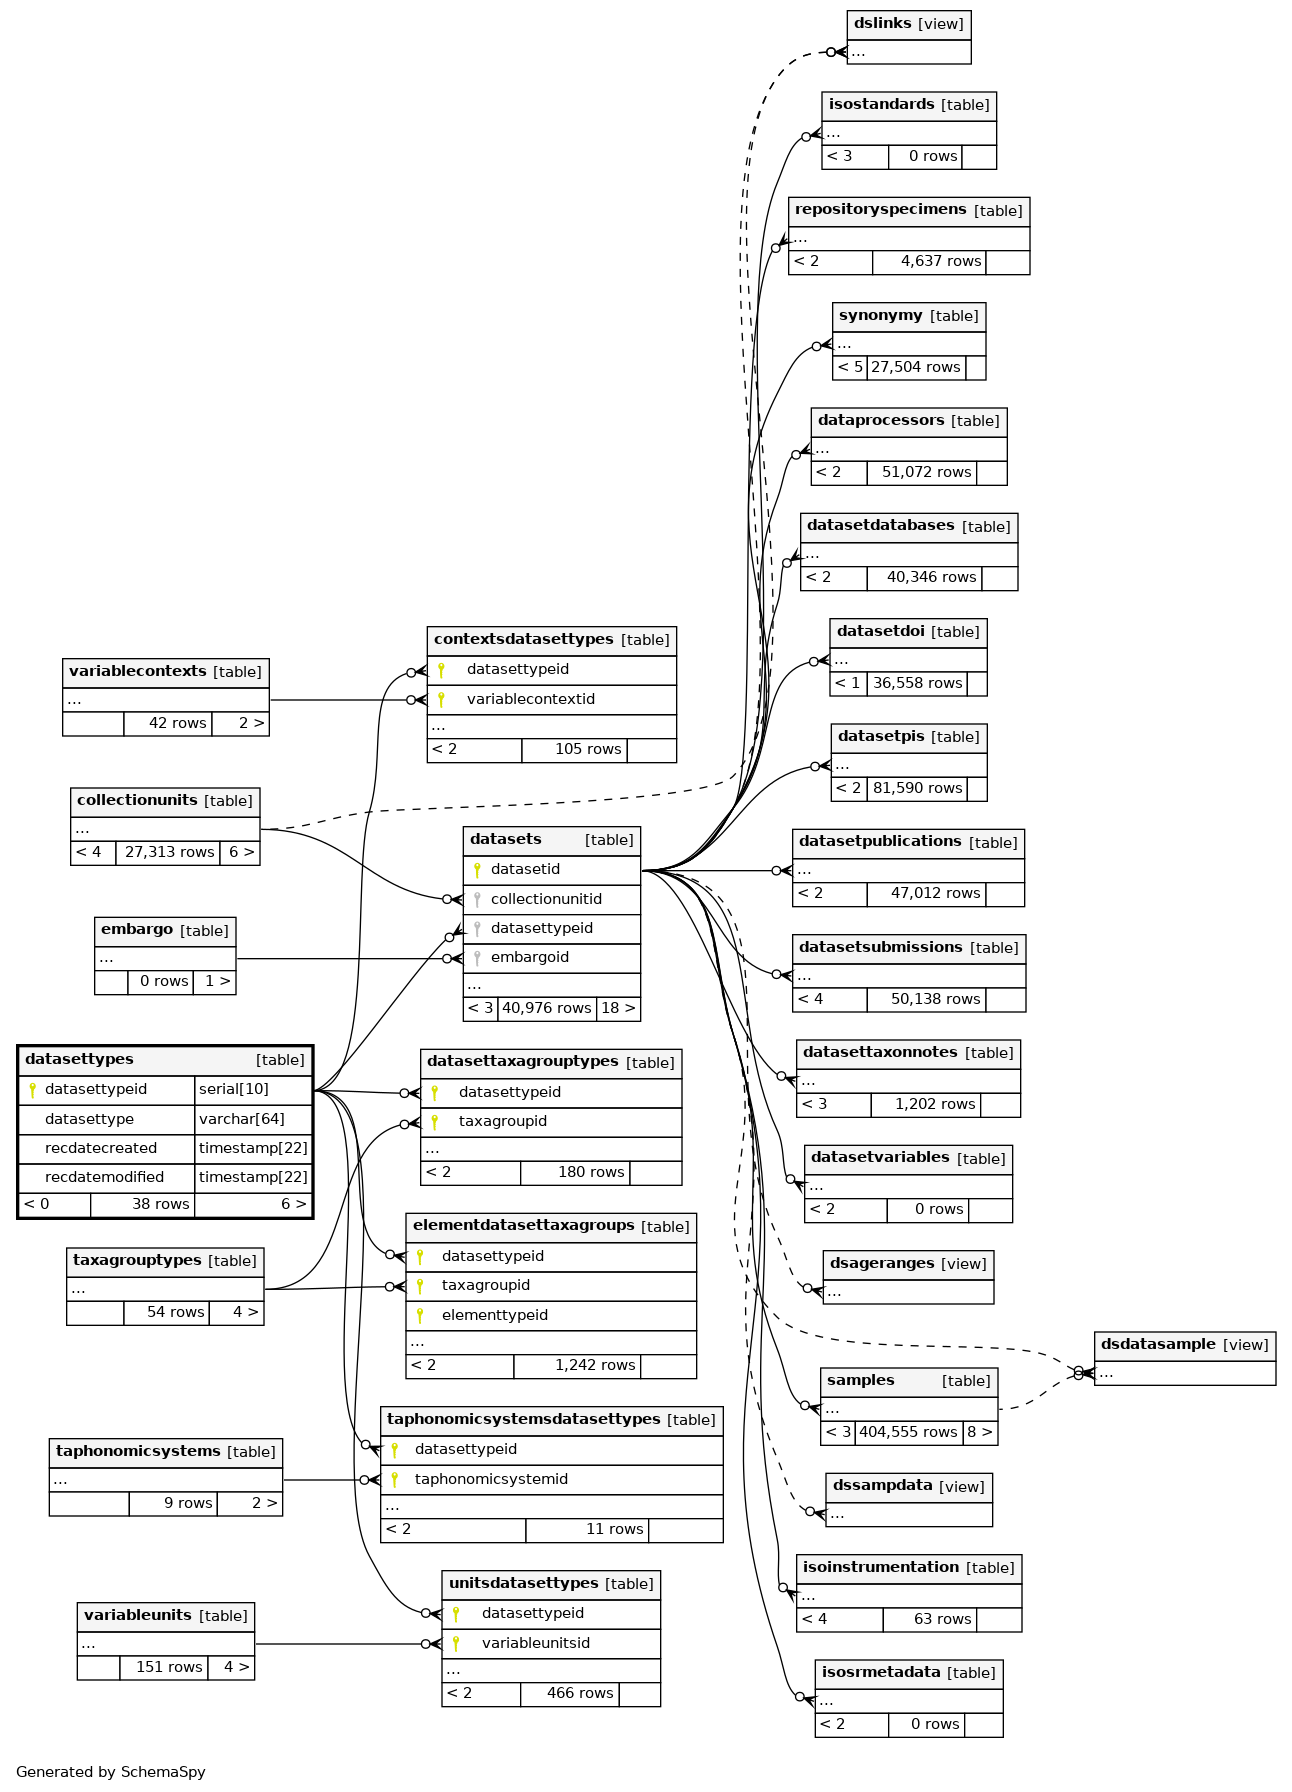 dslinks [view]
...
isostandards [table]
...
< 3 0 rows
repositoryspecimens [table]
...
< 2 4,637 rows
synonymy [table]
...
< 5 27,504 rows
dataprocessors [table]
...
< 2 51,072 rows
datasetdatabases [table]
...
< 2 40,346 rows
datasetdoi [table]
...
< 1 36,558 rows
datasetpis [table]
...
< 2 81,590 rows
datasetpublications [table]
...
< 2 47,012 rows
datasetsubmissions [table]
...
< 4 50,138 rows
datasettaxonnotes [table]
...
< 3 1,202 rows
datasetvariables [table]
...
< 2 0 rows
dsageranges [view]
...
dsdatasample [view]
...
samples [table]
...
< 3 404,555 rows 8 >
dssampdata [view]
...
isoinstrumentation [table]
...
< 4 63 rows
isosrmetadata [table]
...
< 2 0 rows
contextsdatasettypes [table]
datasettypeid
variablecontextid
...
< 2 105 rows
datasets [table]
datasetid
collectionunitid
datasettypeid
embargoid
...
< 3 40,976 rows 18 >
datasettaxagrouptypes [table]
datasettypeid
taxagroupid
...
< 2 180 rows
elementdatasettaxagroups [table]
datasettypeid
taxagroupid
elementtypeid
...
< 2 1,242 rows
taphonomicsystemsdatasettypes [table]
datasettypeid
taphonomicsystemid
...
< 2 11 rows
unitsdatasettypes [table]
datasettypeid
variableunitsid
...
< 2 466 rows
variablecontexts [table]
...
42 rows 2 >
collectionunits [table]
...
< 4 27,313 rows 6 >
embargo [table]
...
0 rows 1 >
datasettypes [table]
datasettypeid serial[10]
datasettype varchar[64]
recdatecreated timestamp[22]
recdatemodified timestamp[22]
< 0 38 rows 6 >
taxagrouptypes [table]
...
54 rows 4 >
taphonomicsystems [table]
...
9 rows 2 >
variableunits [table]
...
151 rows 4 >
Generated by SchemaSpy